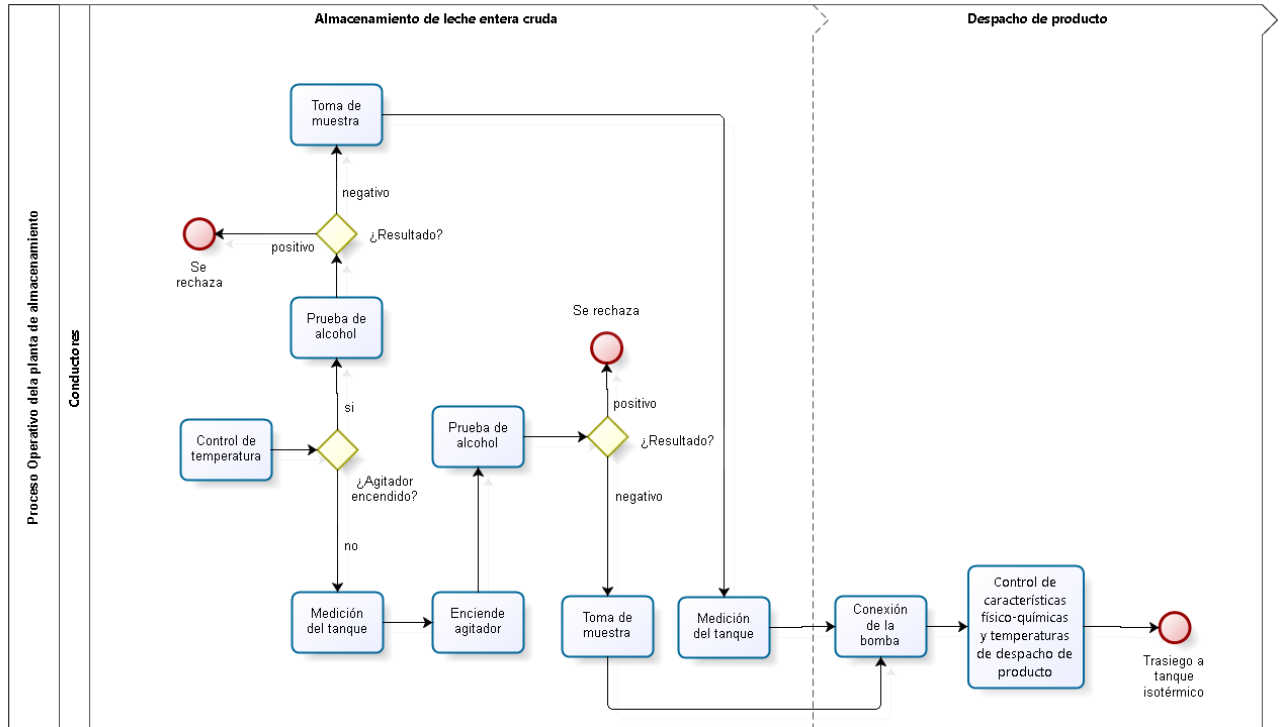 Almacenamiento de leche entera cruda
Despacho de producto
Proceso Operativo dela planta de almacenamiento
Conductores
Toma de
muestra
negativo
¿Resultado?
positivo
Se
rechaza
Prueba de
alcohol
si
Control de
temperatura
¿Agitador
encendido?
no
Medición
del tanque
Enciende
agitador
Prueba de
alcohol
Se rechaza
positivo
¿Resultado?
negativo
Toma de
muestra
Medición
del tanque
Conexión
de la
bomba
Control de
características
físico-químicas
y temperaturas
de despacho de
producto
Trasiego a
tanque
isotérmico